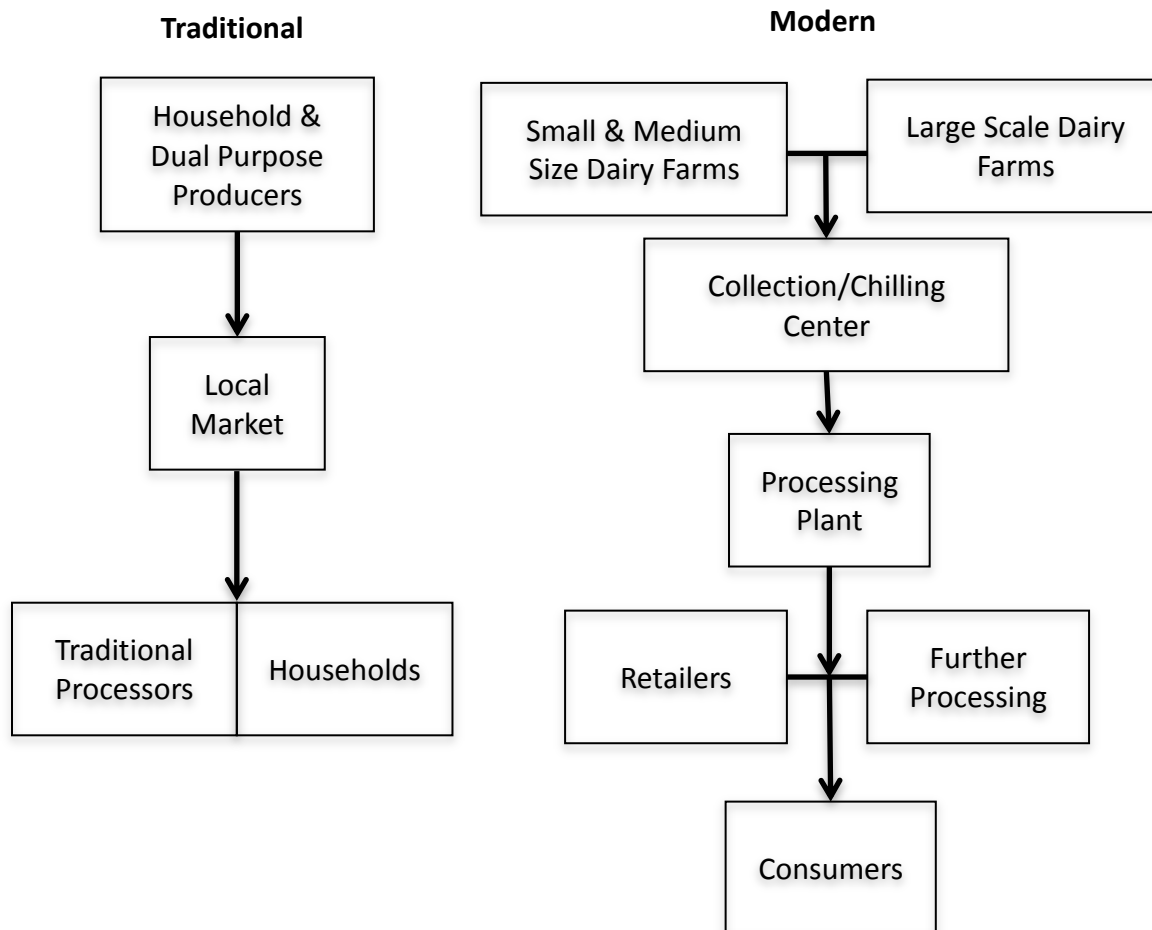 Traditional
Household &
Dual Purpose
Producers
Local
Market
Traditional
Processors
Households
Modern
Small & Medium
Size Dairy Farms
Large Scale Dairy
Farms
Collection/Chilling
Center
Processing
Plant
Retailers
Further
Processing
Consumers